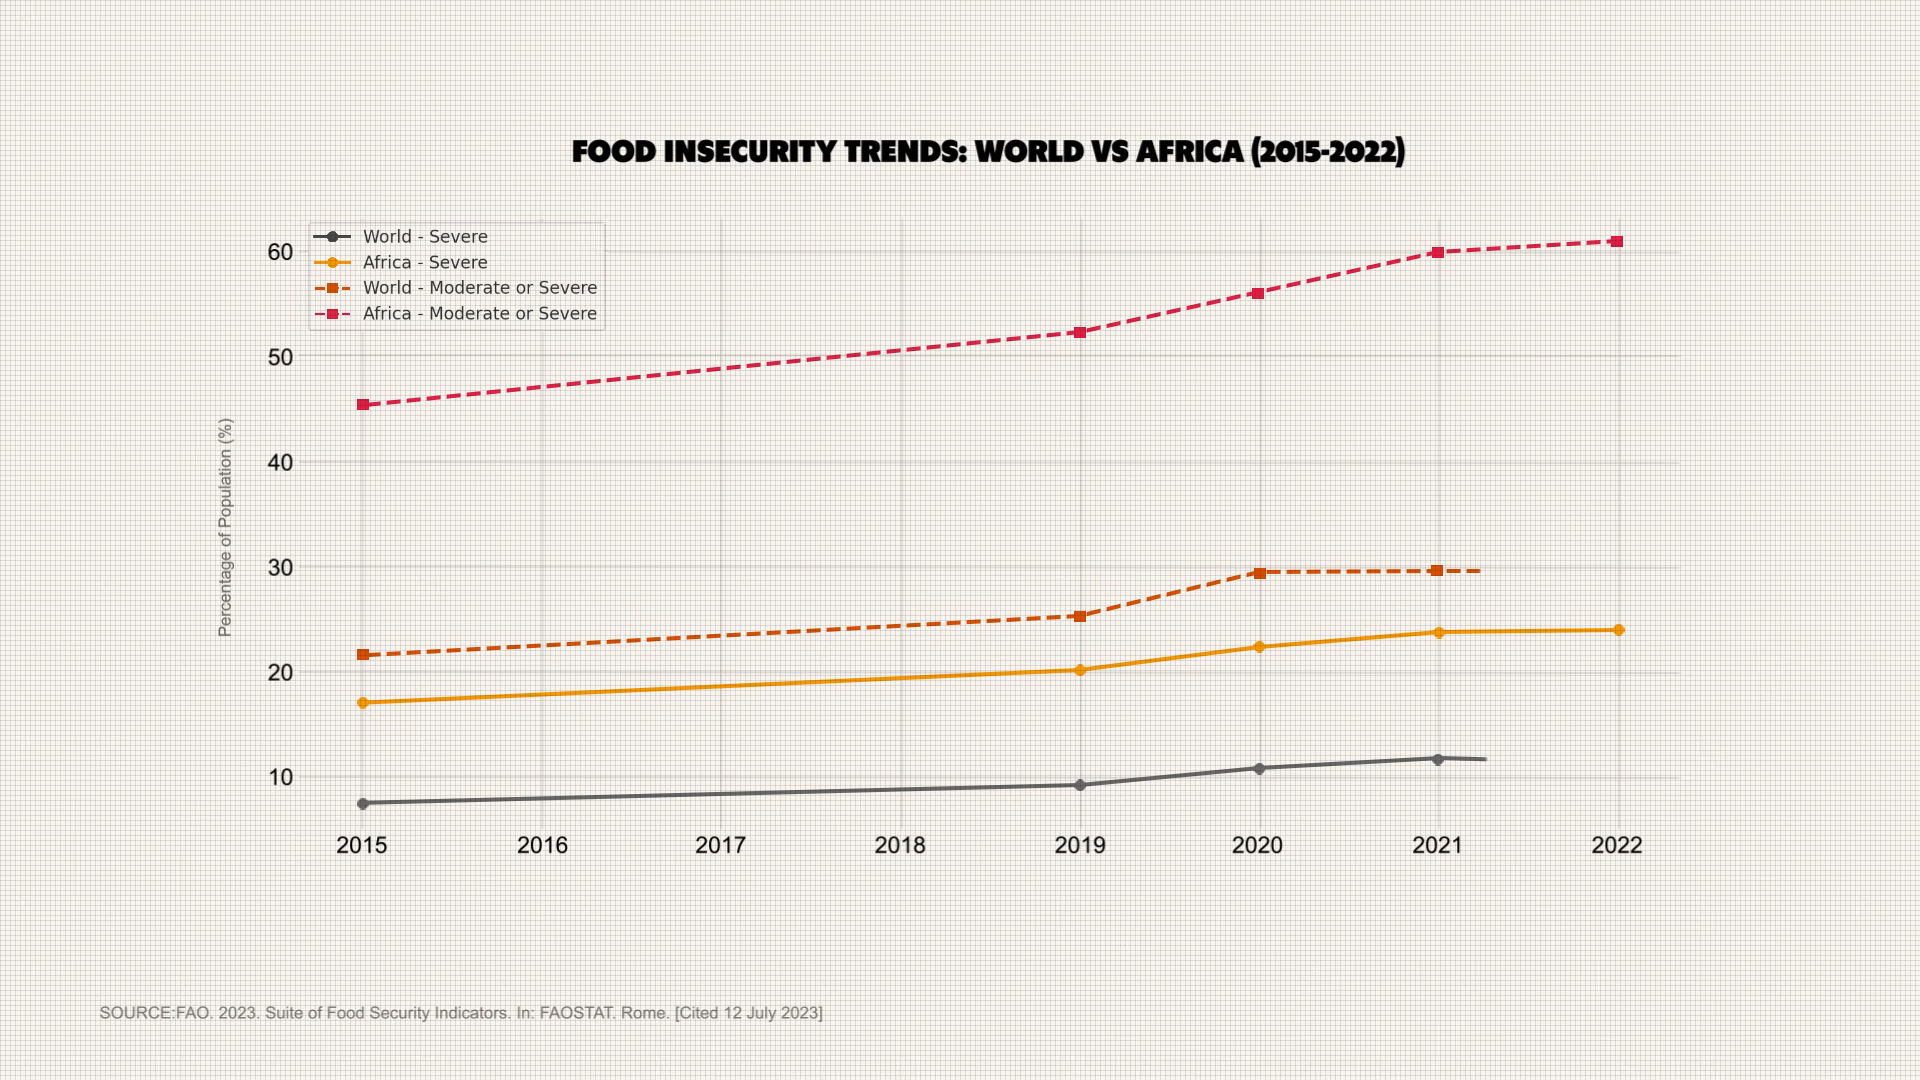 FOOD INSECURITY TRENDS: WORLD VS AFRICA (2015-2022)
World - Severe
Africa - Severe
World - Moderate or Severe
Africa - Moderate or Severe
60
50
40
30
20
10
Percentage of Population (%)
2015 2016 2017 2018 2019 2020 2021 2022
SOURCE:FAO. 2023. Suite of Food Security Indicators. In: FAOSTAT. Rome. [Cited 12 July 2023]